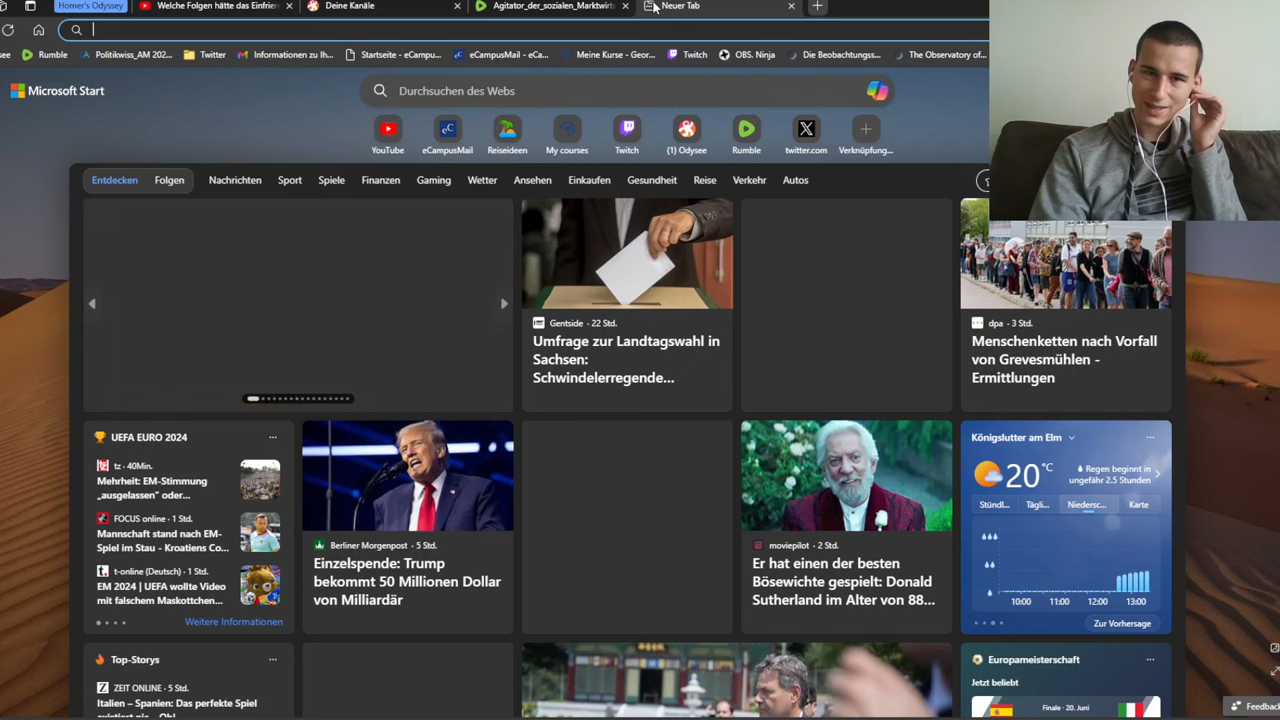 Homer's Odyssey
Welche Folgen hätte das Einfrier
Deine Kanäle
Agitator_der_sozialen_Marktwirts
Neuer Tab
Rumble
Politikwiss_AM 202...
Twitter
Informationen zu Ih...
Startseite - eCampu...
eCampusMail - eCa...
Meine Kurse - Geor...
Twitch
OBS. Ninja
Die Beobachtungss...
The Observatory of...
Microsoft Start
Durchsuchen des Webs
YouTube
eCampusMail
Reiseideen
My courses
Twitch
(1) Odysee
Rumble
twitter.com
Verknüpfung...
Entdecken
Folgen
Nachrichten
Sport
Spiele
Finanzen
Gaming
Wetter
Ansehen
Einkaufen
Gesundheit
Reise
Verkehr
Autos
Gentside · 22 Std.
Umfrage zur Landtagswahl in
Sachsen:
Schwindelerregende...
dpa · 3 Std.
Menschenketten nach Vorfall
von Grevesmühlen -
Ermittlungen
UEFA EURO 2024
tz · 40Min.
Mehrheit: EM-Stimmung
„ausgelassen" oder...
FOCUS online · 1 Std.
Mannschaft stand nach EM-
Spiel im Stau - Kroatiens Co...
t-online (Deutsch) · 1 Std.
EM 2024 | UEFA wollte Video
mit falschem Maskottchen...
Weitere Informationen
Berliner Morgenpost · 5 Std.
Einzelspende: Trump
bekommt 50 Millionen Dollar
von Milliardär
moviepilot · 2 Std.
Er hat einen der besten
Bösewichte gespielt: Donald
Sutherland im Alter von 88...
Königslutter am Elm
20 °C
Regen beginnt in
ungefähr 2.5 Stunden
Stündl...
Tägli...
Niedersc...
Karte
10:00
11:00
12:00
13:00
Zur Vorhersage
Top-Storys
ZEIT ONLINE · 5 Std.
Italien – Spanien: Das perfekte Spiel
Europameisterschaft
Jetzt beliebt
Finale · 20. Juni
Feedback